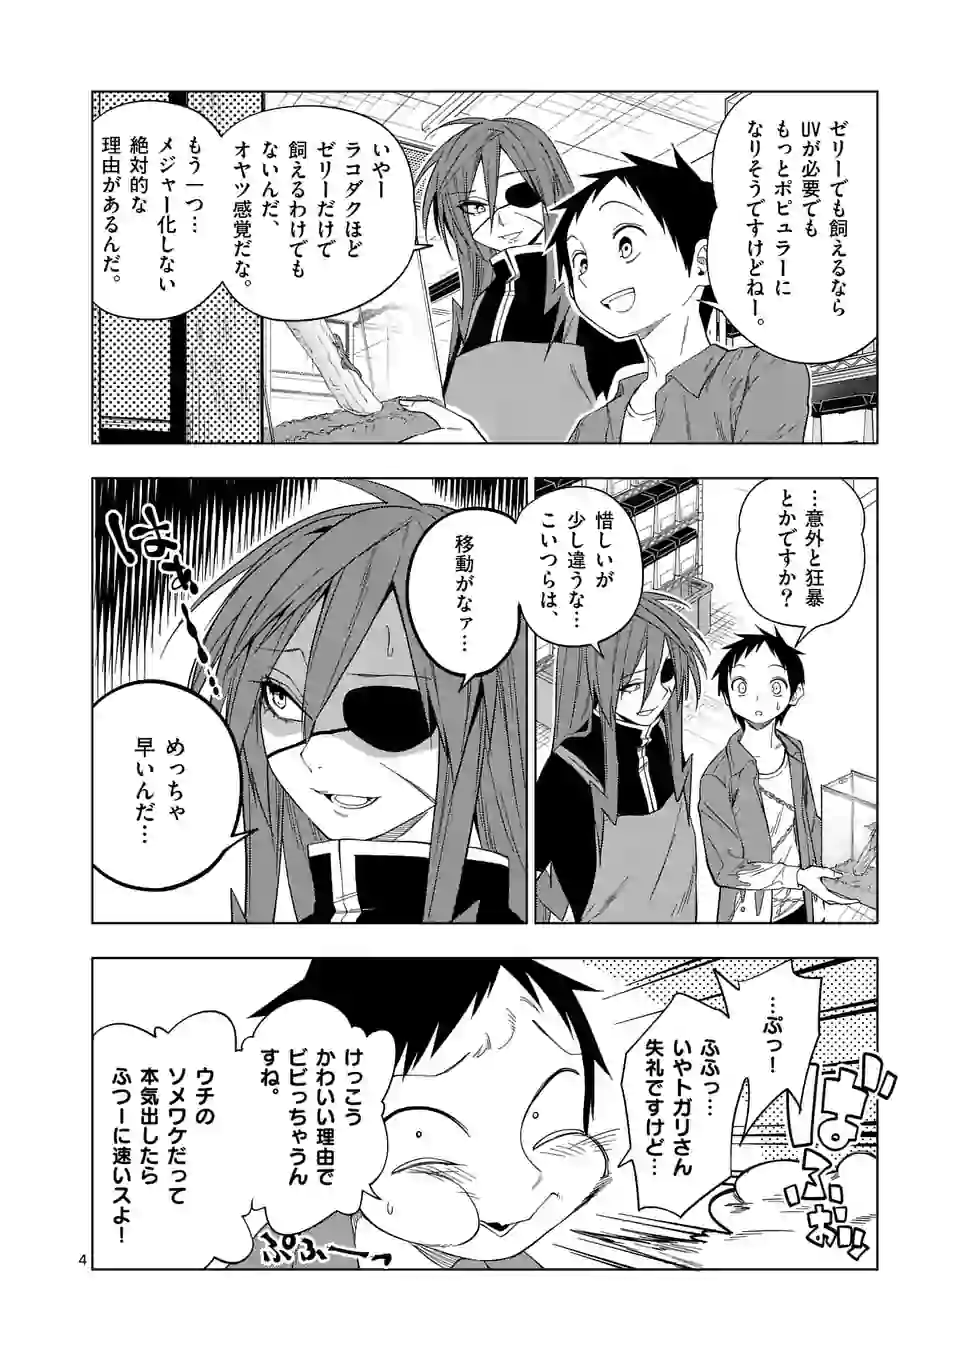 ゼリーでも飼えるなら
UVが必要でも
もっとポピュラーに
なりそうですけどねー。
いやー
ラコダクほど
ゼリーだけで
飼えるわけでも
ないんだ、
オヤツ感覚だな。
もう一つ…
メジャー化しない
絶対的な
理由があるんだ。
…意外と狂暴
とかですか？
惜しいが
少し違うな…
こいつらは、
移動がなァ…
はぁぁ
めっちゃ
早いんだ…
…ぷっ！
ふふっ…
いやトガリさん
失礼ですけど…
ばふぉッ
けっこう
かわいい理由で
ビビっちゃうん
すね。
ぷふーっ
ウチの
ソメワケだって
本気出したら
ふつーに速いスよ！
4